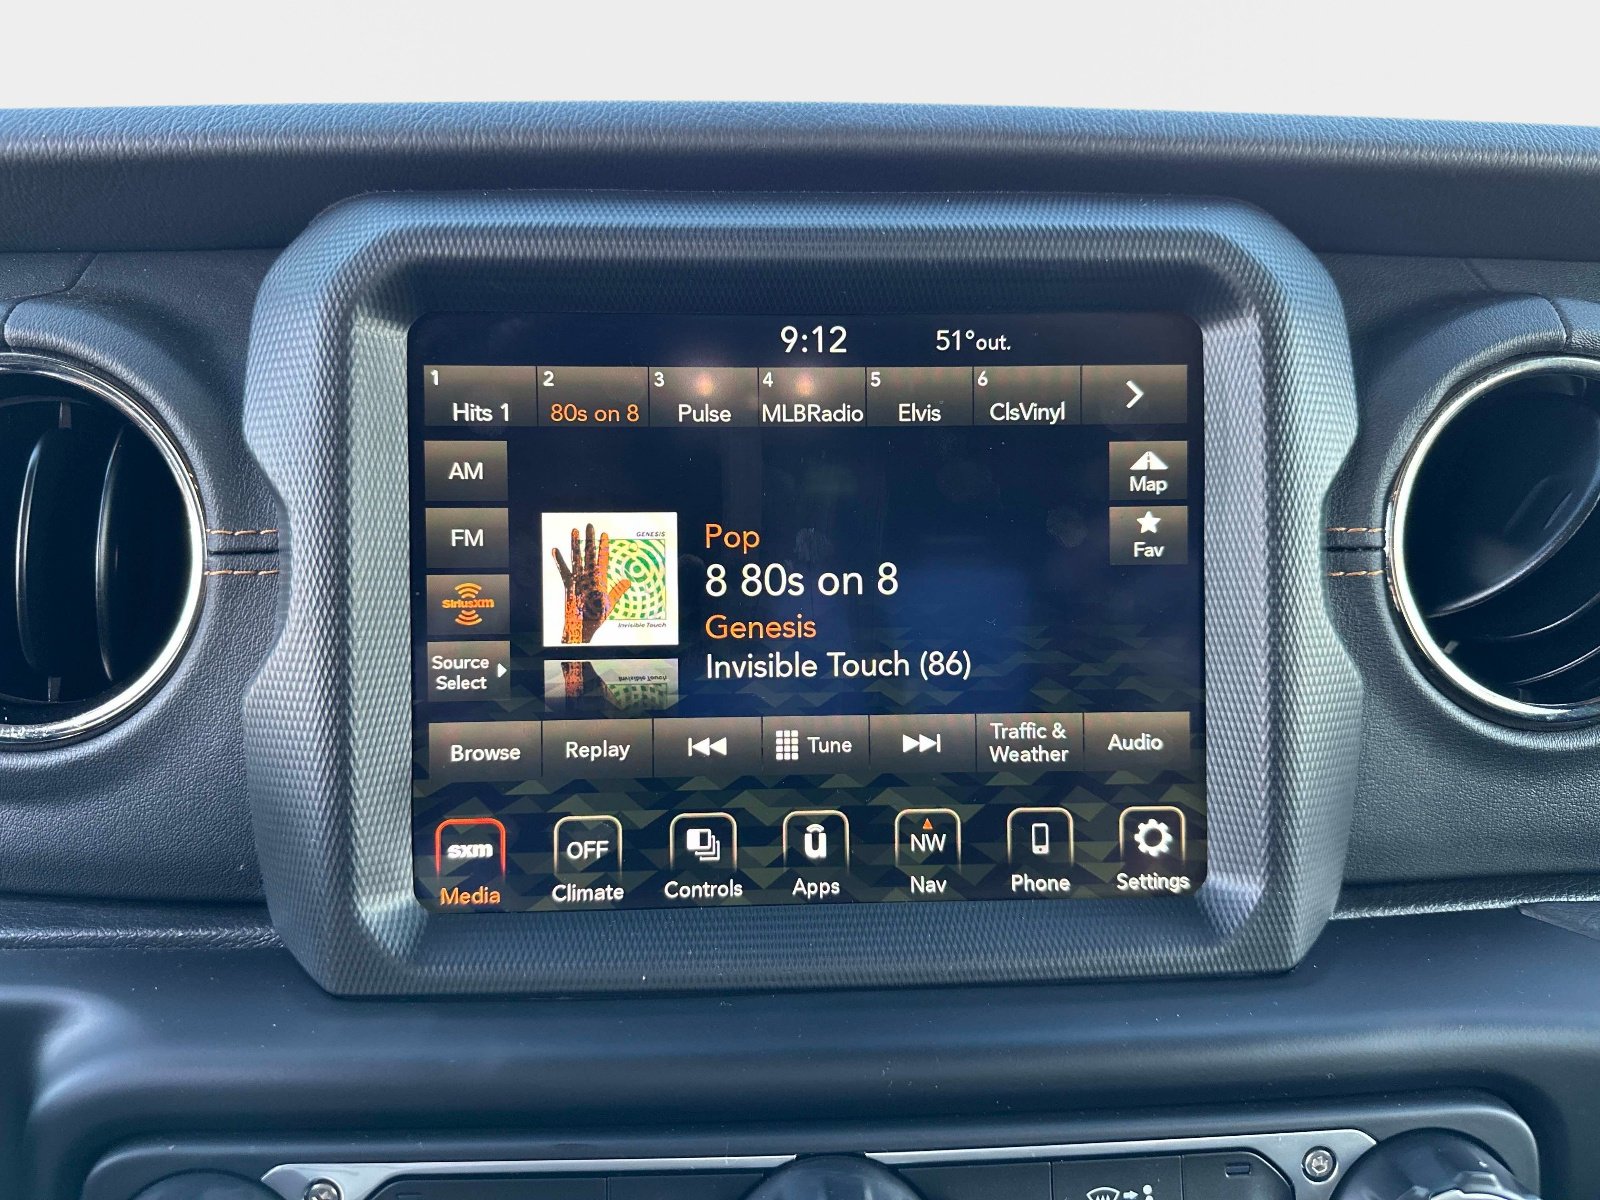 9:12 51°out.
1 2 3 4 5 6
Hits 1 80s on 8 Pulse MLBRadio Elvis ClsVinyl
AM
Map
FM
Fav
SiriusXM
Source
Select
GENESIS
Invisible Touch
Pop
8 80s on 8
Genesis
Invisible Touch (86)
Browse Replay Tune Traffic & Weather Audio
sxm OFF ū NW
Media Climate Controls Apps Nav Phone Settings